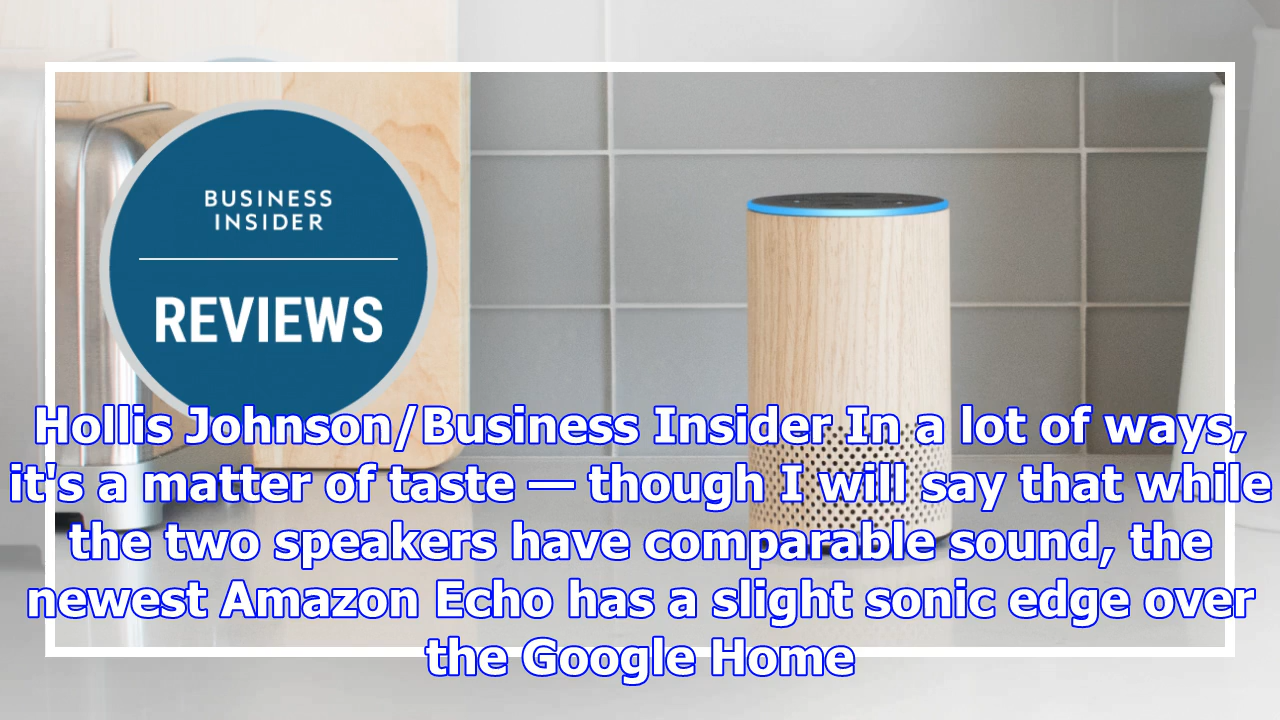 BUSINESS
INSIDER
REVIEWS
Hollis Johnson/Business Insider In a lot of ways,
it's a matter of taste — though I will say that while
the two speakers have comparable sound, the
newest Amazon Echo has a slight sonic edge over
the Google Home